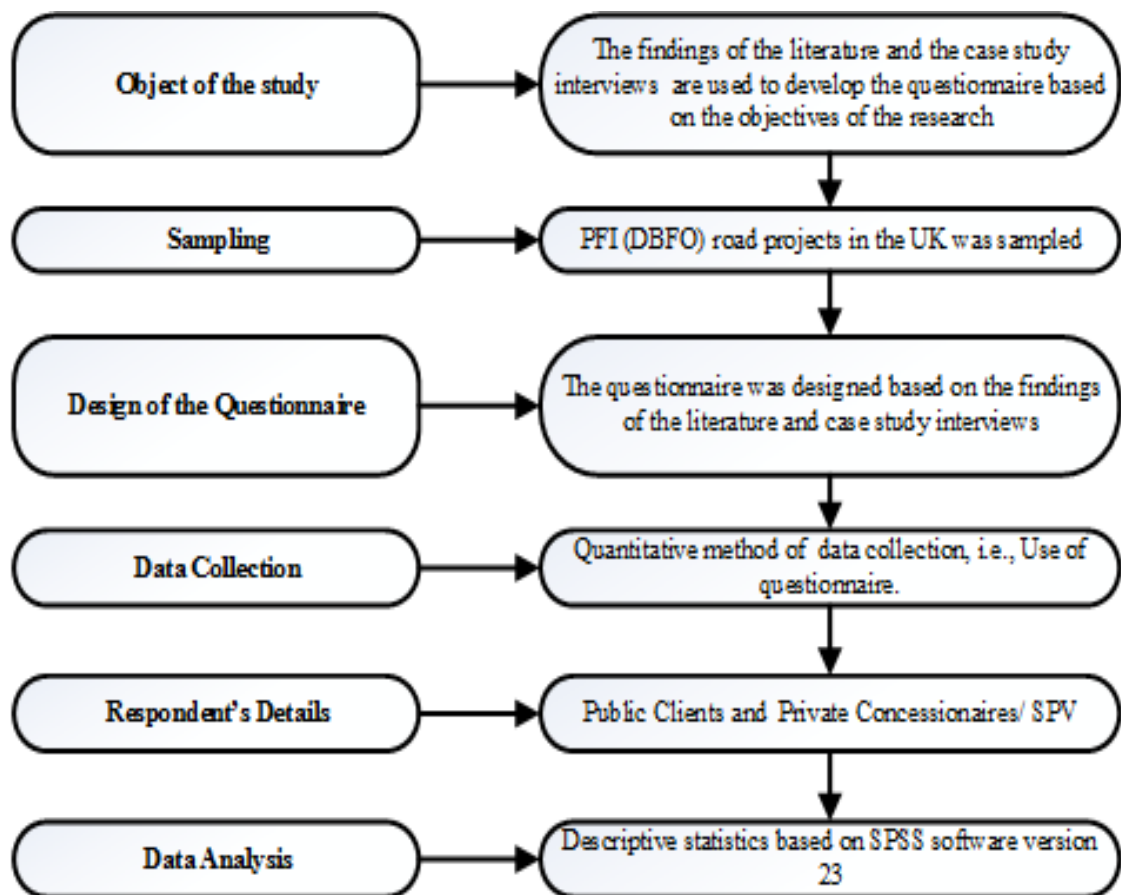 Object of the study
The findings of the literature and the case study
interviews are used to develop the questionnaire based
on the objectives of the research
Sampling
PFI (DBFO) road projects in the UK was sampled
Design of the Questionnaire
The questionnaire was designed based on the findings
of the literature and case study interviews
Data Collection
Quantitative method of data collection, i.e., Use of
questionnaire.
Respondent's Details
Public Clients and Private Concessionaires/ SPV
Data Analysis
Descriptive statistics based on SPSS software version
23